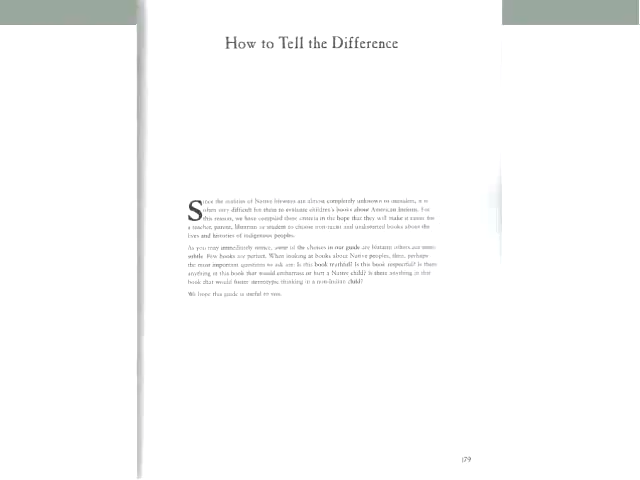 How to Tell the Difference
Since the realities of Native histories are almost completely unknown to outsiders, it is
often very difficult for them to evaluate children's books about American Indians. For
this reason, we have compiled these criteria in the hope that they will make it easier for
a teacher, parent, librarian or student to choose non-racist and undistorted books about the
lives and histories of indigenous peoples.
As you may immediately notice, some of the choices in our guide are blatant; others are more
subtle. Few books are perfect. When looking at books about Native peoples, then, perhaps
the most important questions to ask are: Is this book truthful? Is this book respectful? Is there
anything in this book that would embarrass or hurt a Native child? Is there anything in this
book that would foster stereotypic thinking in a non-Indian child?
We hope this guide is useful to you.
179